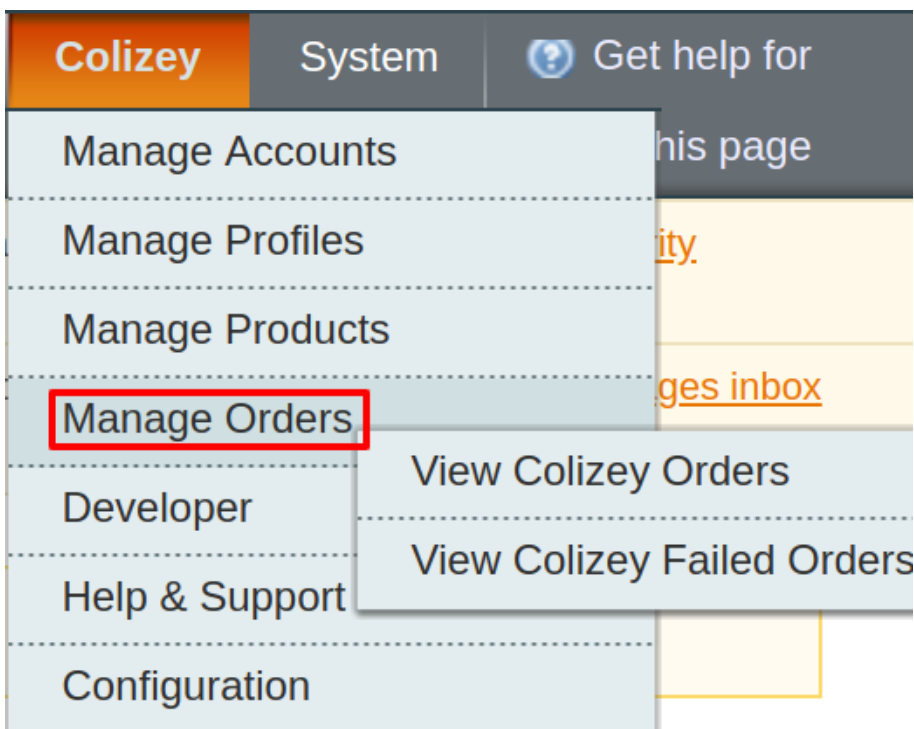 Colizey
System
Get help for
his page
Manage Accounts
Manage Profiles
ity
Manage Products
ges inbox
Manage Orders
View Colizey Orders
View Colizey Failed Orders
Developer
Help & Support
Configuration